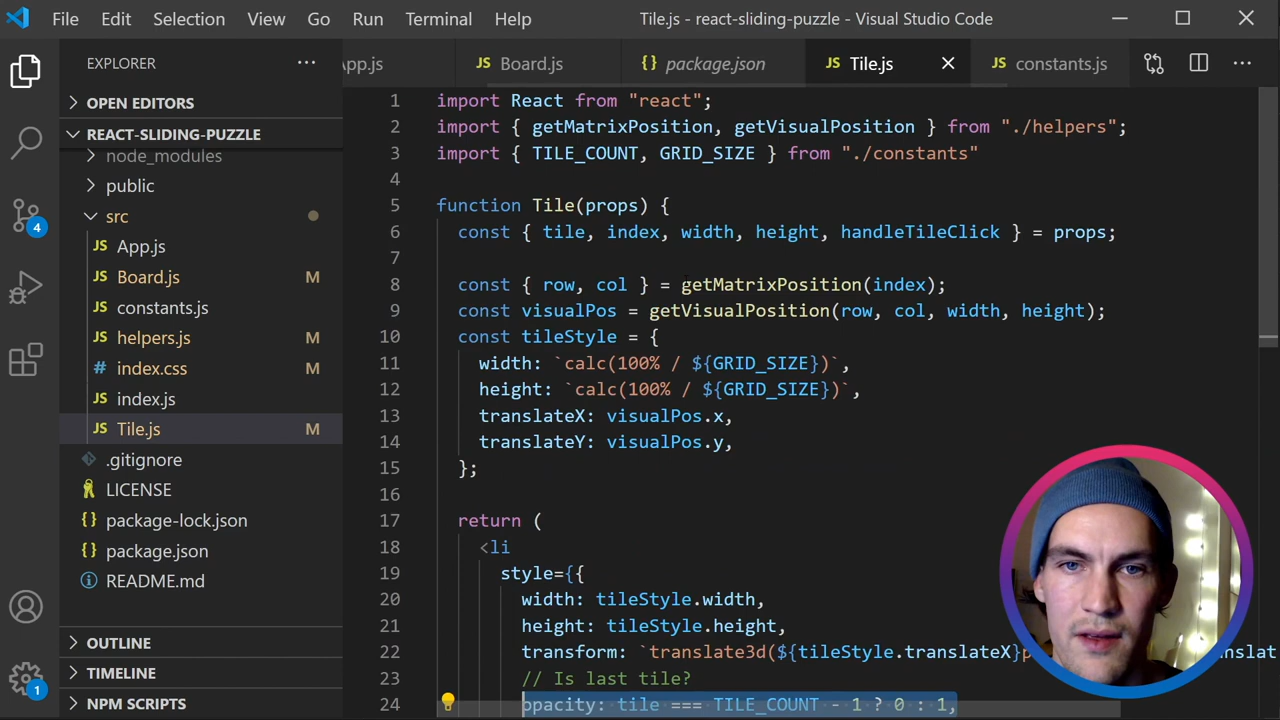 File Edit Selection View Go Run Terminal Help Tile.js - react-sliding-puzzle - Visual Studio Code
EXPLORER
OPEN EDITORS
REACT-SLIDING-PUZZLE
node_modules
public
src
App.js
Board.js M
constants.js
helpers.js M
index.css M
index.js
Tile.js M
.gitignore
LICENSE
package-lock.json
package.json
README.md
OUTLINE
TIMELINE
NPM SCRIPTS
4
1
JS Board.js {} package.json JS Tile.js JS constants.js
1 import React from "react";
2 import { getMatrixPosition, getVisualPosition } from "./helpers";
3 import { TILE_COUNT, GRID_SIZE } from "./constants"
4
5 function Tile(props) {
6 const { tile, index, width, height, handleTileClick } = props;
7
8 const { row, col } = getMatrixPosition(index);
9 const visualPos = getVisualPosition(row, col, width, height);
10 const tileStyle = {
11 width: `calc(100% / ${GRID_SIZE})`,
12 height: `calc(100% / ${GRID_SIZE})`,
13 translateX: visualPos.x,
14 translateY: visualPos.y,
15 };
16
17 return (
18 <li
19 style={{
20 width: tileStyle.width,
21 height: tileStyle.height,
22 transform: `translate3d(${tileStyle.translateX}p
23 // Is last tile?
24 opacity: tile === TILE_COUNT - 1 ? 0 : 1,